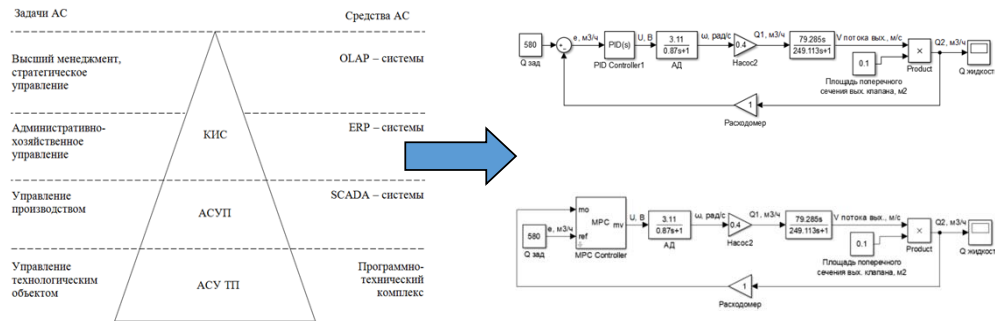 Задачи АС
Средства АС
Высший менеджмент,
стратегическое
управление
OLAP – системы
Административно-
хозяйственное
управление
КИС
ERP – системы
Управление
производством
АСУП
SCADA – системы
Управление
технологическим
объектом
АСУ ТП
Программно-
технический
комплекс
580
Q зад
e, м3/ч
PID(s)
PID Controller1
U, В
3.11
0.87s+1
АД
ω, рад/с
0.4
Насос2
Q1, м3/ч
79.285s
249.113s+1
V потока вых., м/с
0.1
Площадь поперечного
сечения вых. клапана, м2
×
Product
Q2, м3/ч
Q жидкост
1
Расходомер
580
Q зад
e, м3/ч
mo
ref
MPC
mv
MPC Controller
U, В
3.11
0.87s+1
АД
ω, рад/с
0.4
Насос2
Q1, м3/ч
79.285s
249.113s+1
V потока вых., м/с
0.1
Площадь поперечного
сечения вых. клапана, м2
×
Product
Q2, м3/ч
Q жидкост
1
Расходомер